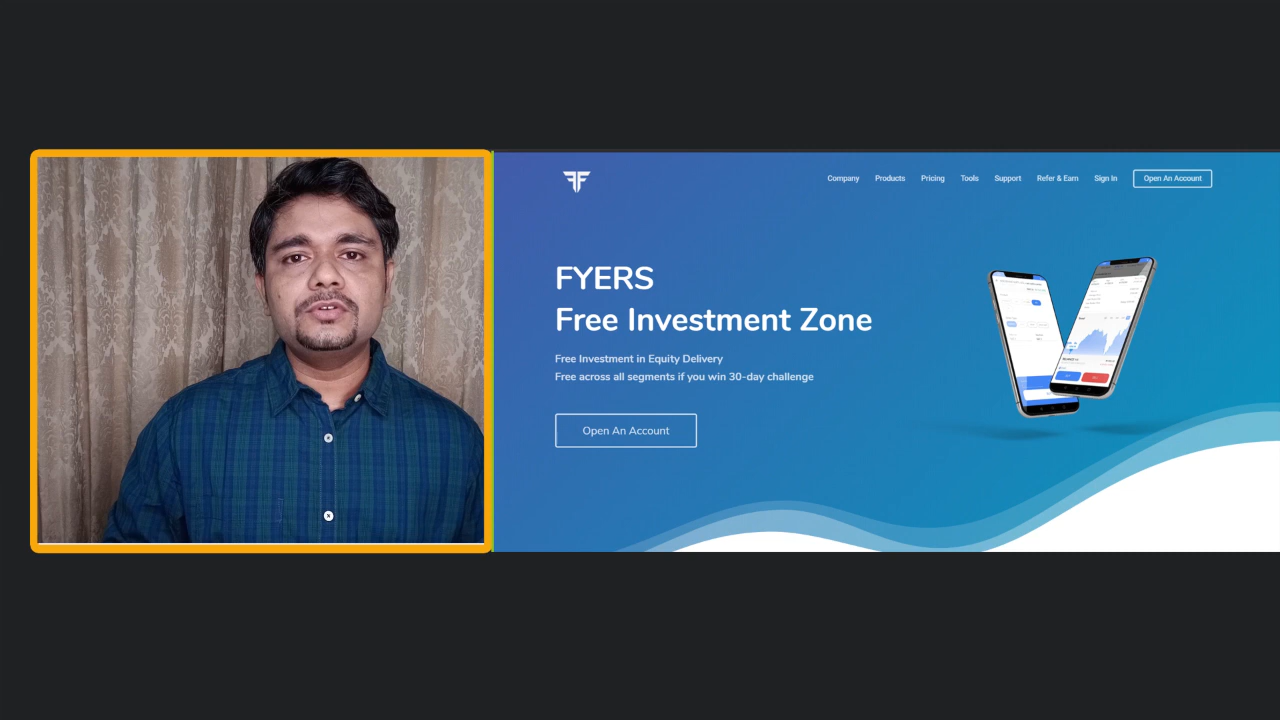 Company Products Pricing Tools Support Refer & Earn Sign In Open An Account
FYERS
Free Investment Zone
Free Investment in Equity Delivery
Free across all segments if you win 30-day challenge
Open An Account